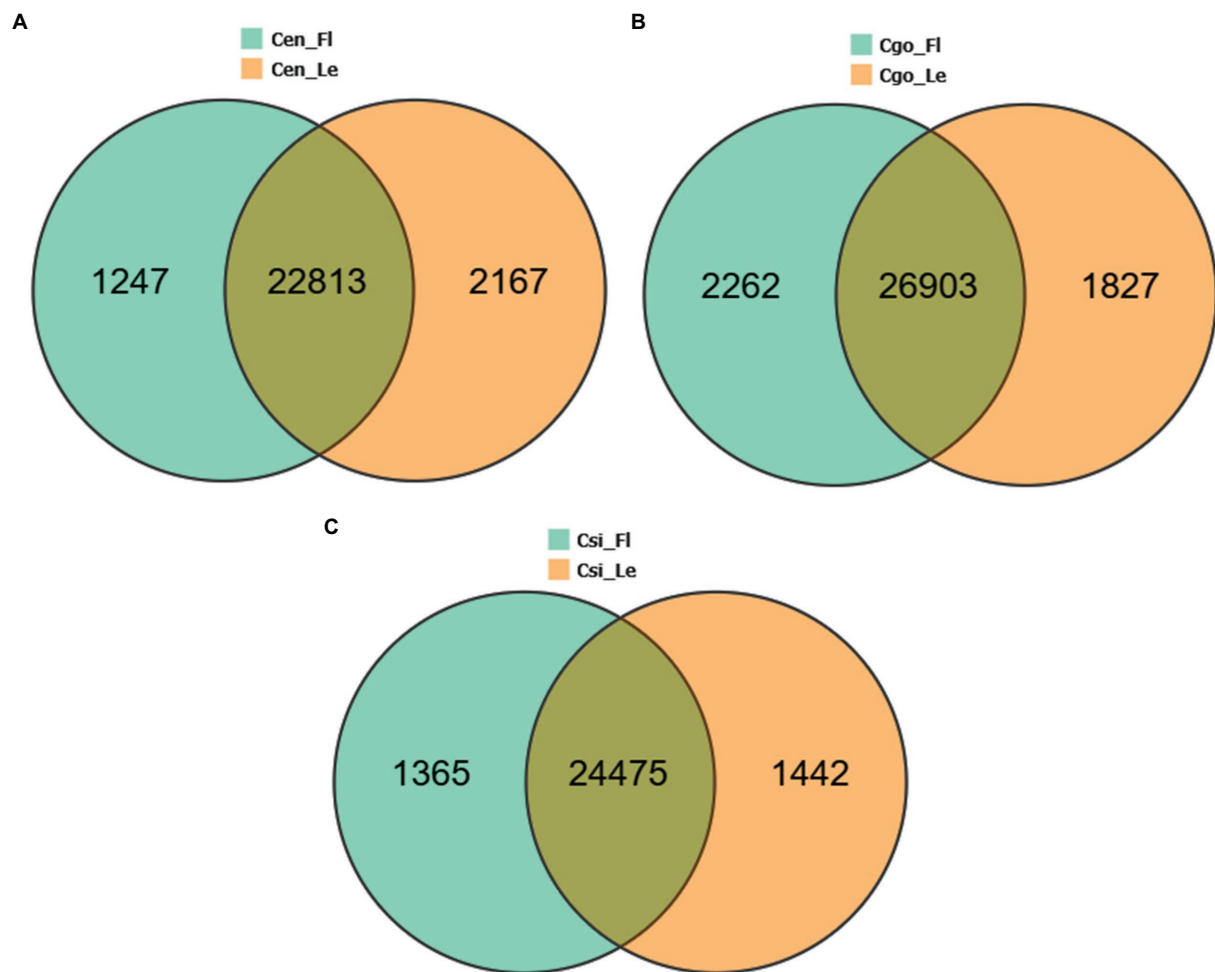 A
Cen_Fl
Cen_Le
1247
22813
2167
B
Cgo_Fl
Cgo_Le
2262
26903
1827
C
Csi_Fl
Csi_Le
1365
24475
1442